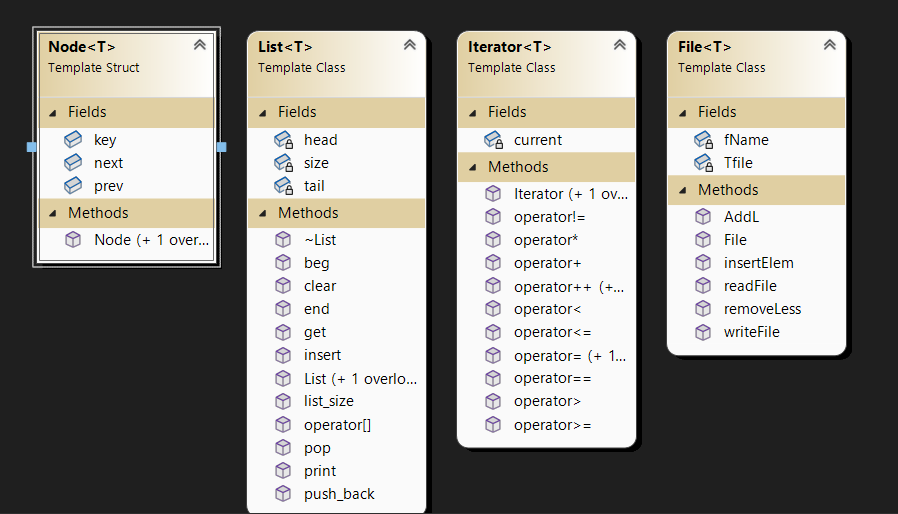 Node<T>
Template Struct
Fields
key
next
prev
Methods
Node (+ 1 over...
List<T>
Template Class
Fields
head
size
tail
Methods
~List
beg
clear
end
get
insert
List (+ 1 overlo...
list_size
operator[]
pop
print
push_back
Iterator<T>
Template Class
Fields
current
Methods
Iterator (+ 1 ov...
operator!=
operator*
operator+
operator++ (+...
operator<
operator<=
operator= (+ 1...
operator==
operator>
operator>=
File<T>
Template Class
Fields
fName
Tfile
Methods
AddL
File
insertElem
readFile
removeLess
writeFile